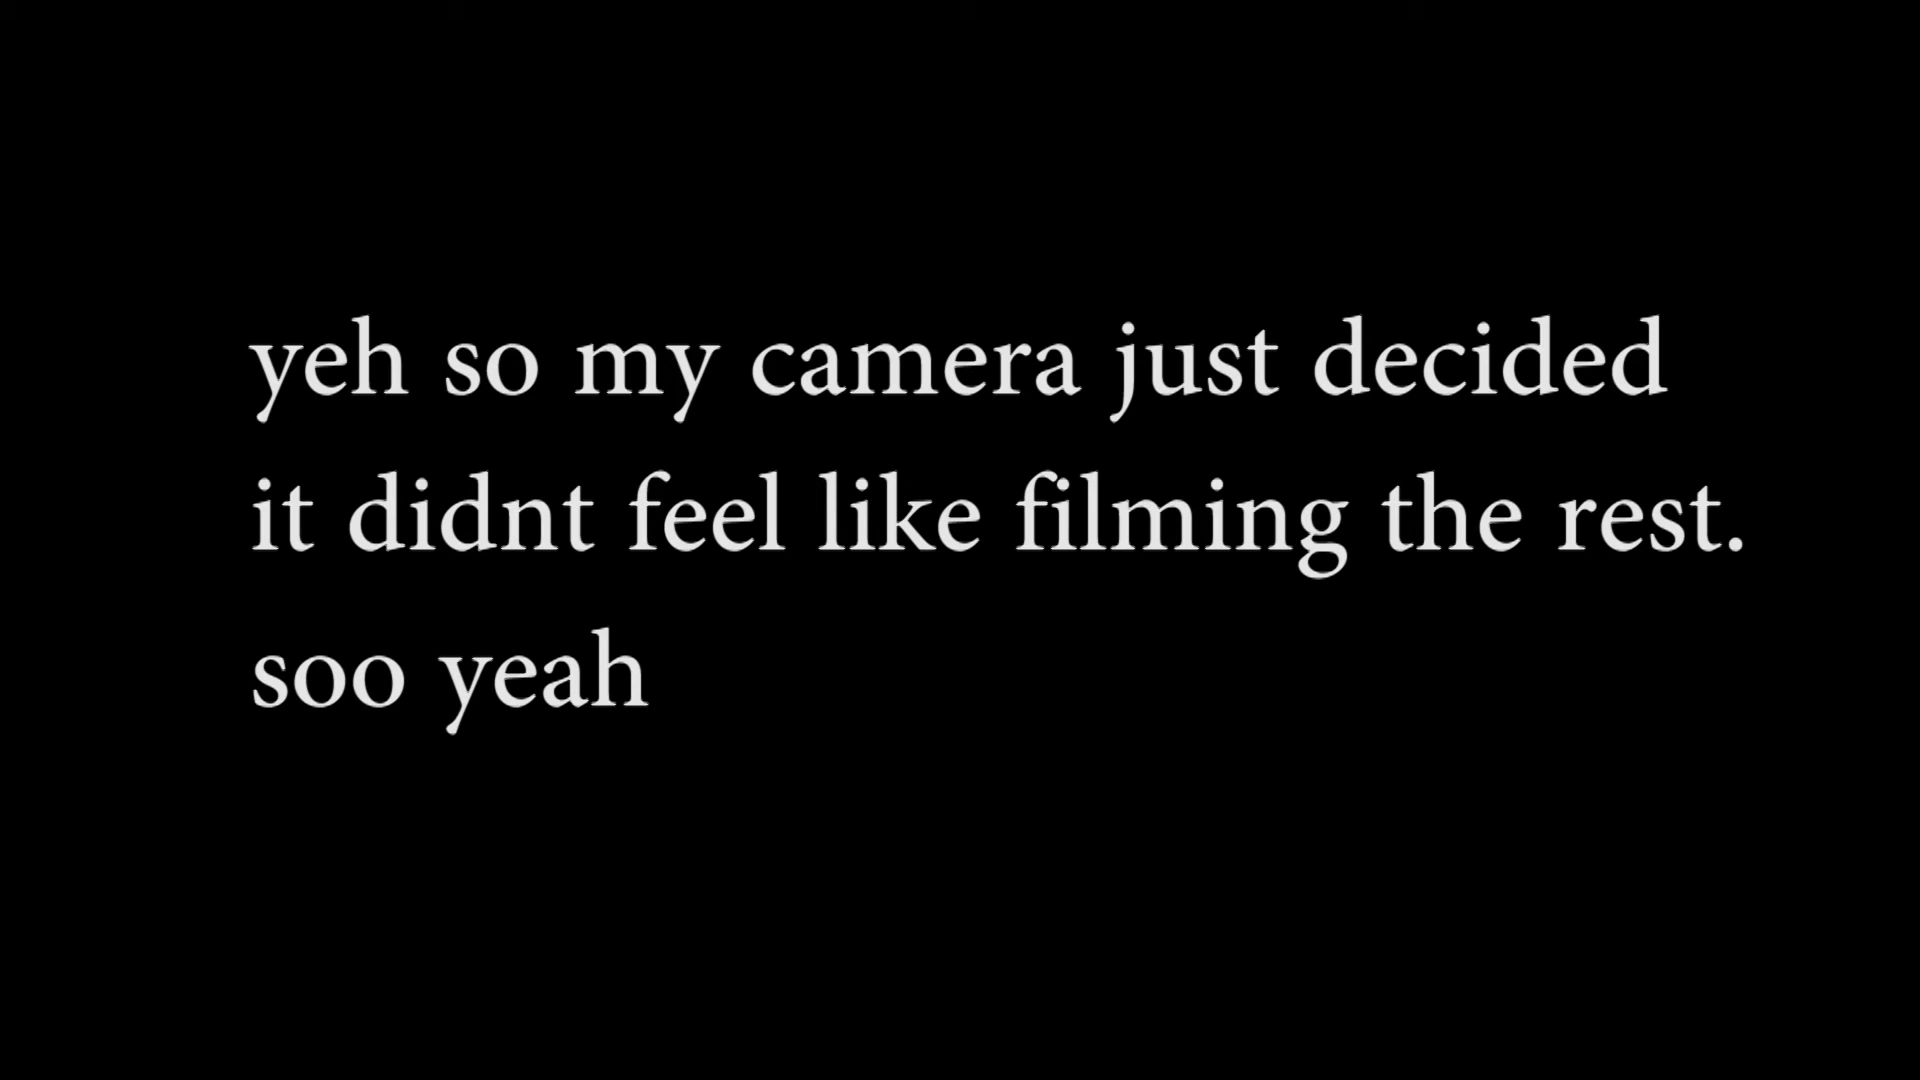 yeh so my camera just decided
it didnt feel like filming the rest.
soo yeah